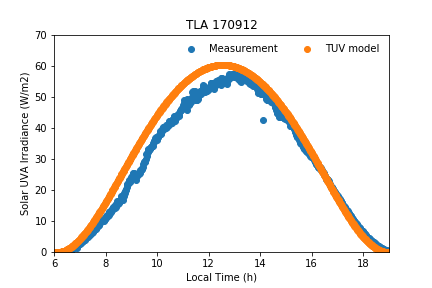 TLA 170912
Measurement TUV model
Solar UVA Irradiance (W/m2)
70
60
50
40
30
20
10
0
6 8 10 12 14 16 18
Local Time (h)